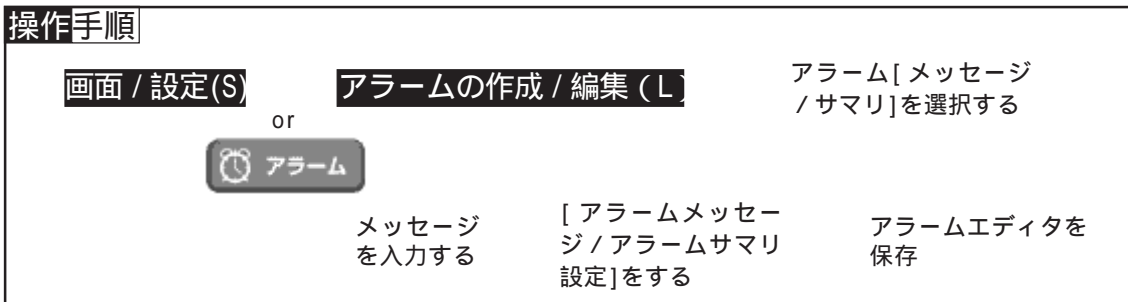 操作手順
画面 / 設定(S)
アラームの作成 / 編集 ( L )
アラーム[ メッセージ
/ サマリ]を選択する
or
アラーム
メッセージ
を入力する
[ アラームメッセー
ジ / アラームサマリ
設定]をする
アラームエディタを
保存